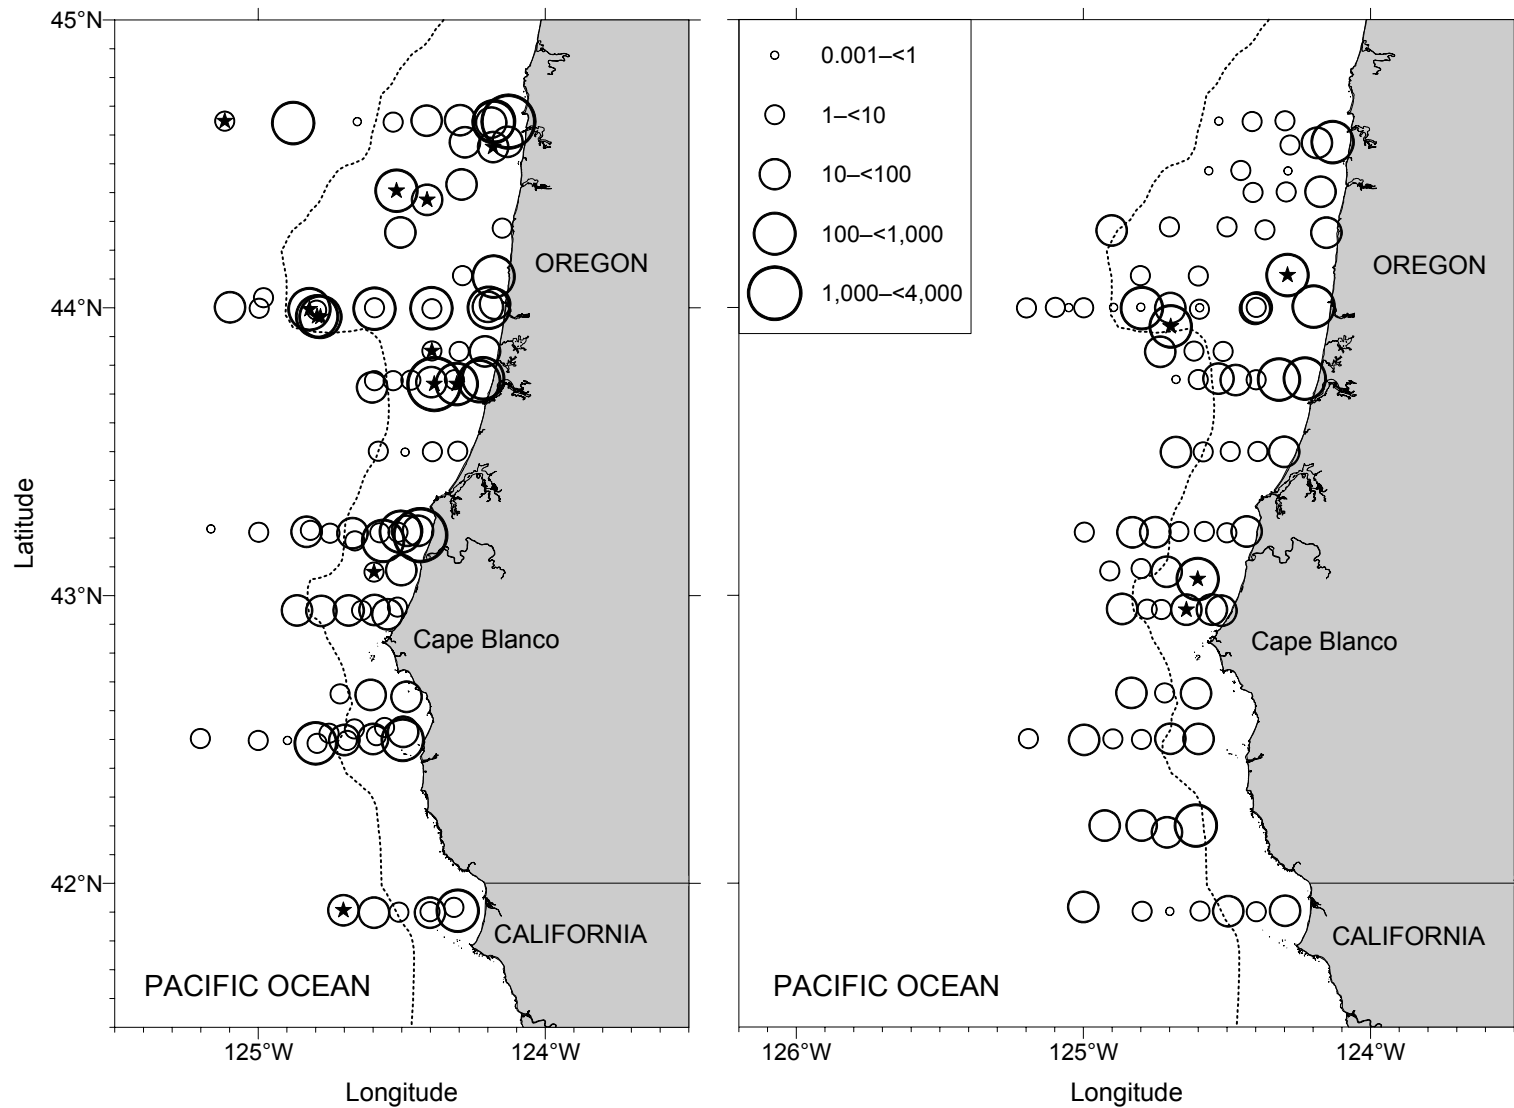 45°N
44°N
43°N
42°N
Latitude
OREGON
Cape Blanco
CALIFORNIA
PACIFIC OCEAN
125°W
124°W
Longitude
0.001–<1
1–<10
10–<100
100–<1,000
1,000–<4,000
OREGON
Cape Blanco
CALIFORNIA
PACIFIC OCEAN
126°W
125°W
124°W
Longitude